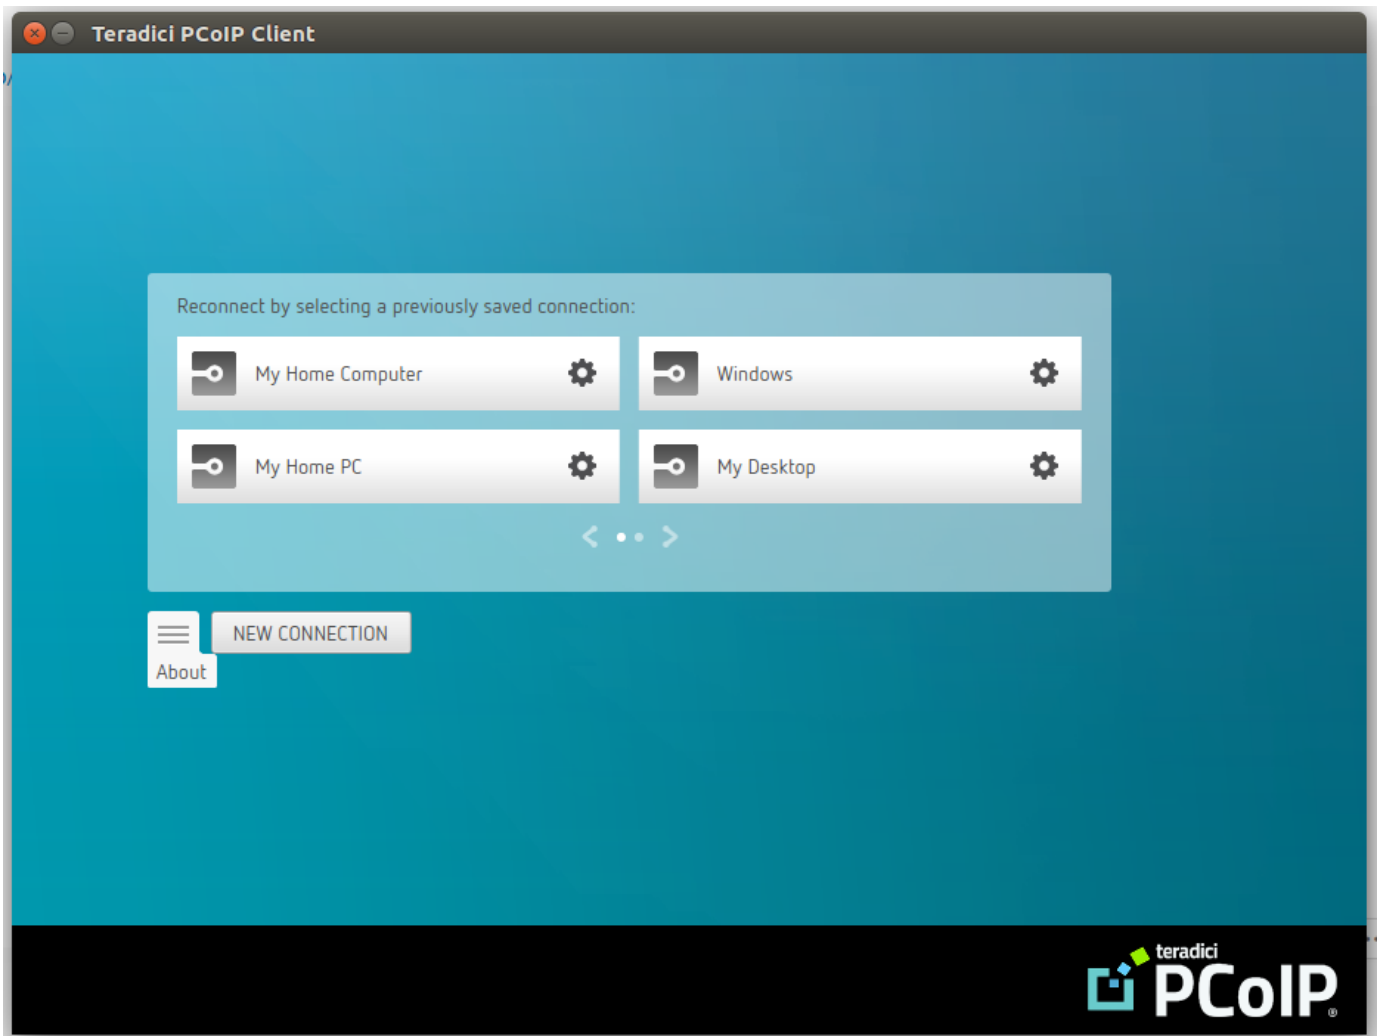 Teradici PCoIP Client
Reconnect by selecting a previously saved connection:
My Home Computer
Windows
My Home PC
My Desktop
NEW CONNECTION
About
teradici
PCoIP®